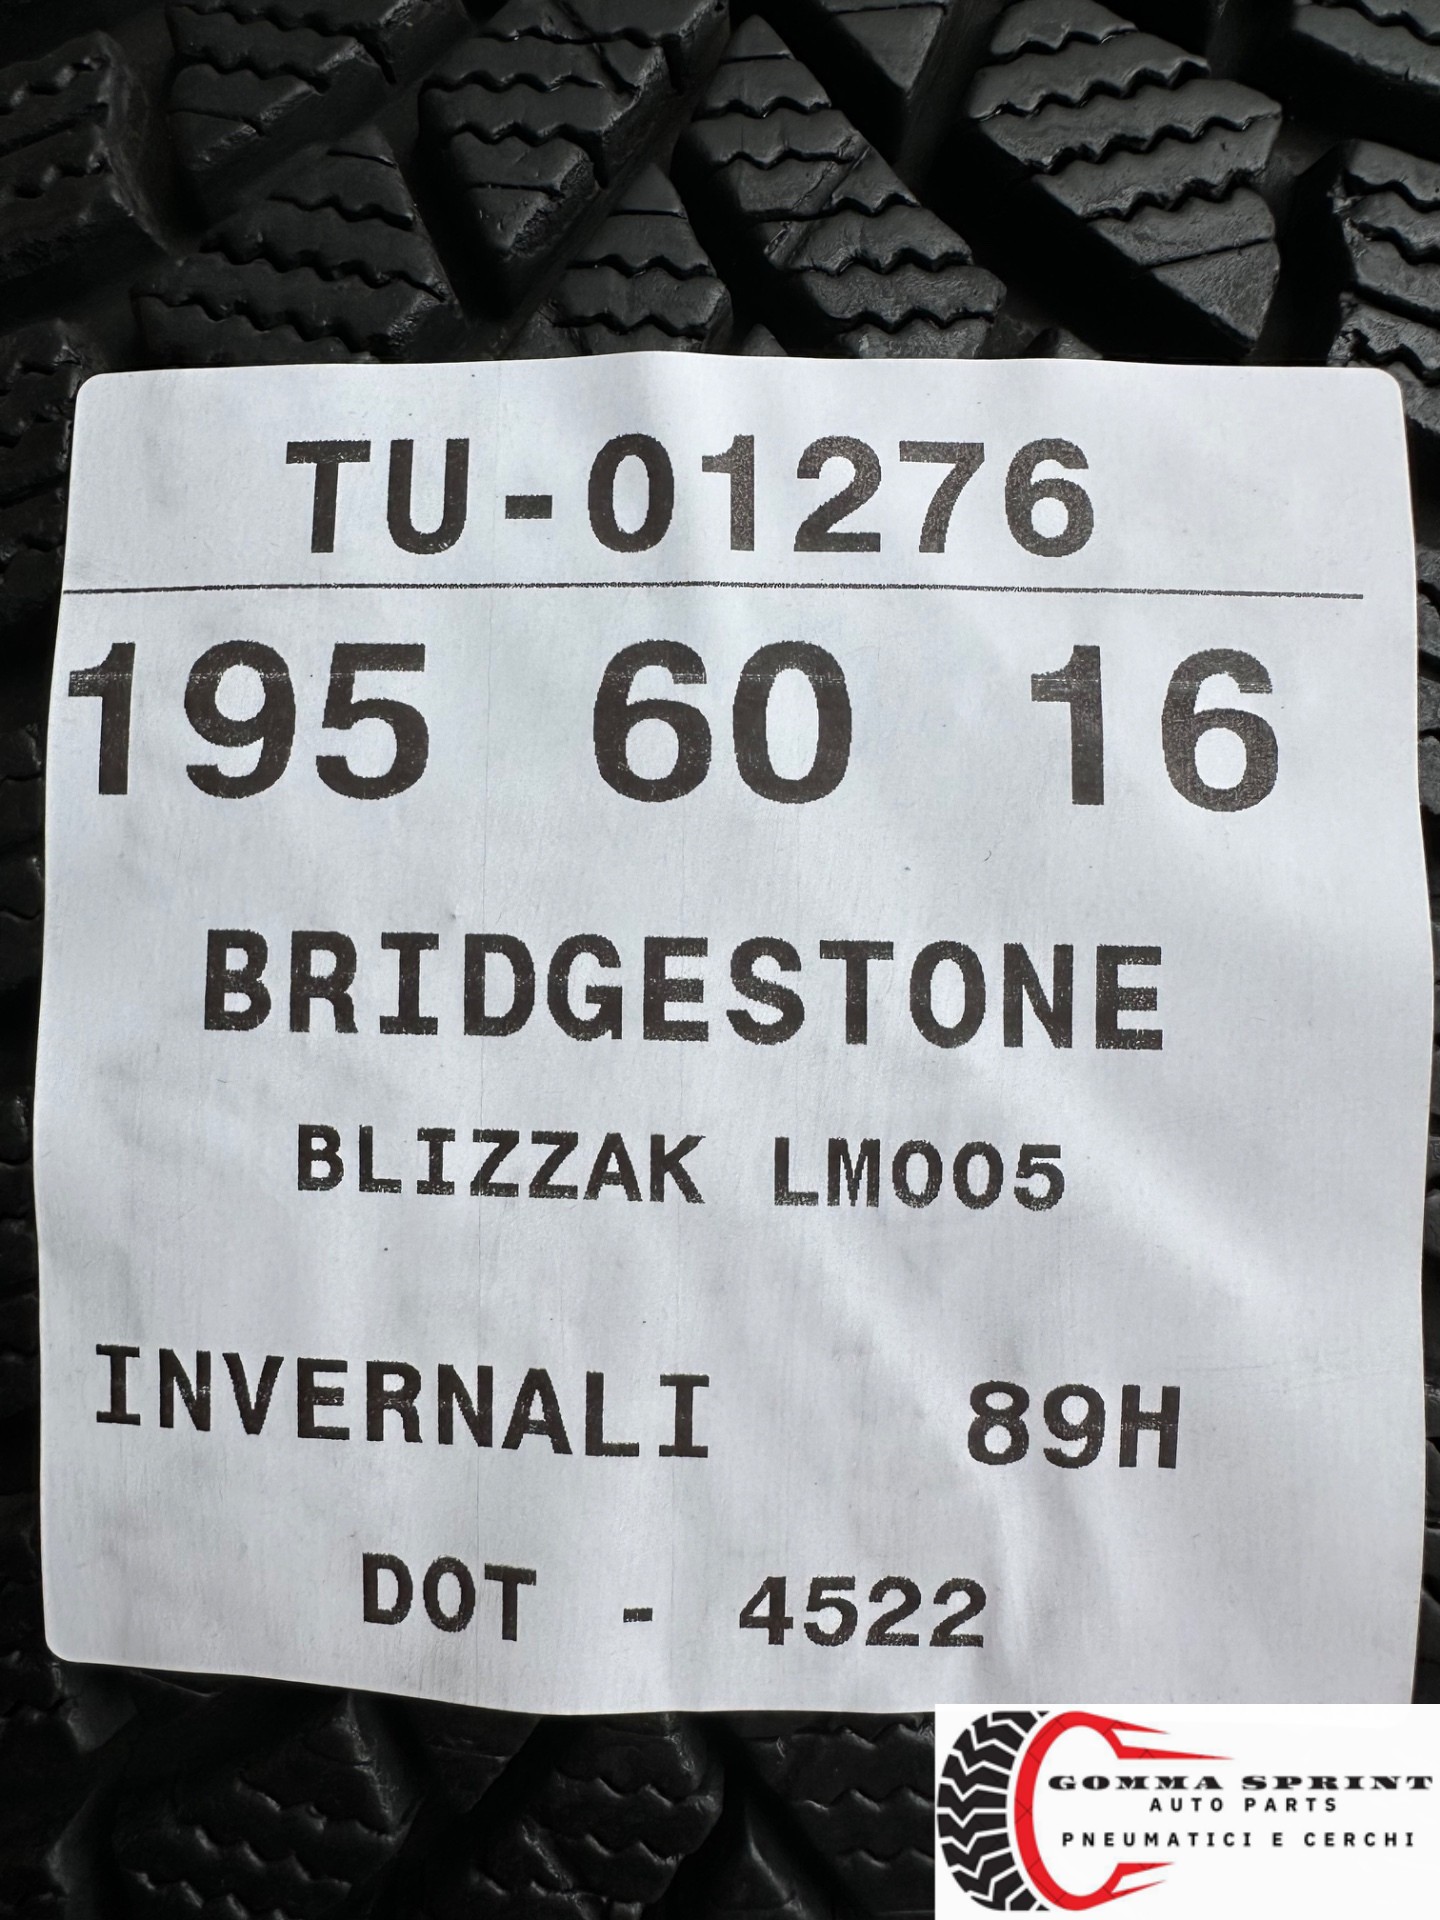 TU-01276
195 60 16
BRIDGESTONE
BLIZZAK LM005
INVERNALI 89H
DOT - 4522
GOMMA SPRINT
AUTO PARTS
PNEUMATICI E CERCHI